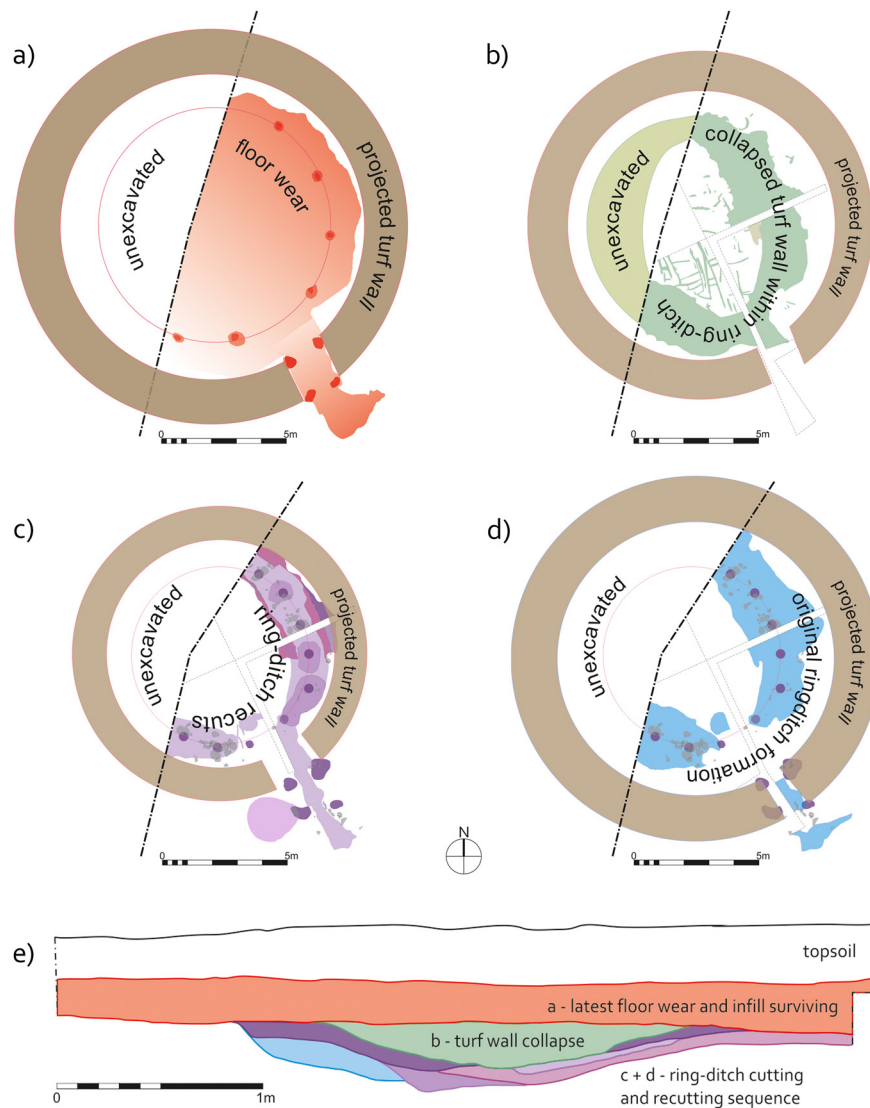 a)
unexcavated
floor wear
projected turf wall
0 5m
b)
unexcavated
collapsed turf wall within ring-ditch
projected turf wall
0 5m
c)
unexcavated
ring-ditch recuts
projected turf wall
0 5m
N
d)
unexcavated
original ringditch formation
projected turf wall
0 5m
e)
topsoil
a - latest floor wear and infill surviving
b - turf wall collapse
c + d - ring-ditch cutting
and recutting sequence
0 1m